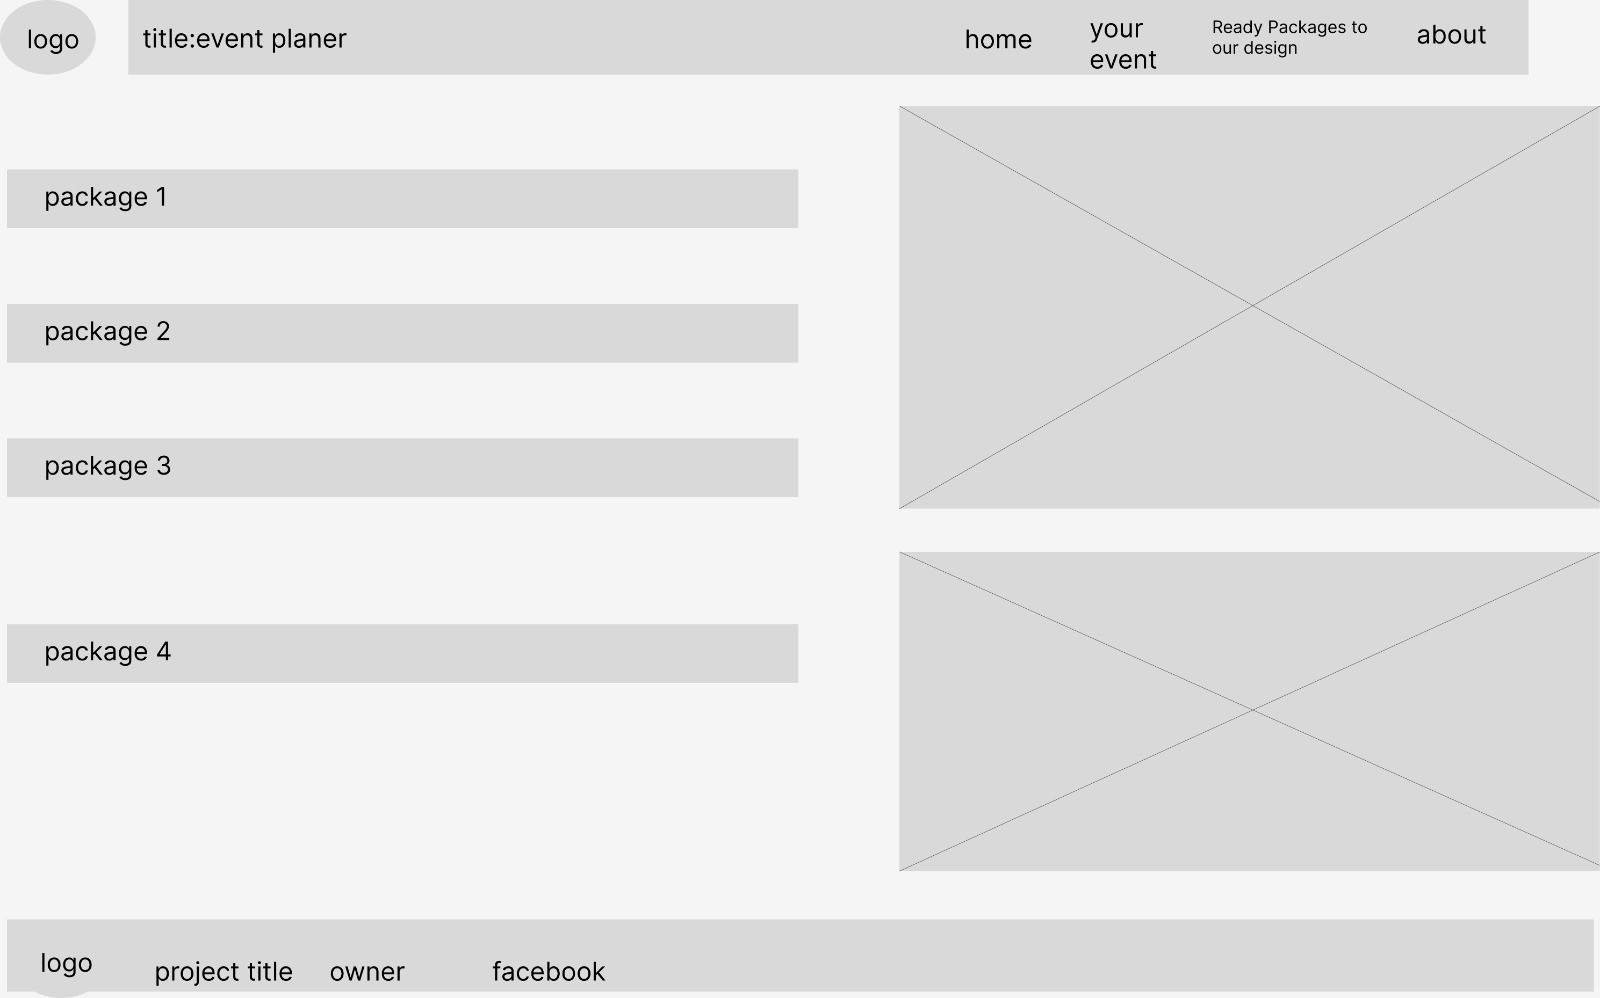 logo
title:event planer
home
your
event
Ready Packages to
our design
about
package 1
package 2
package 3
package 4
logo
project title
owner
facebook